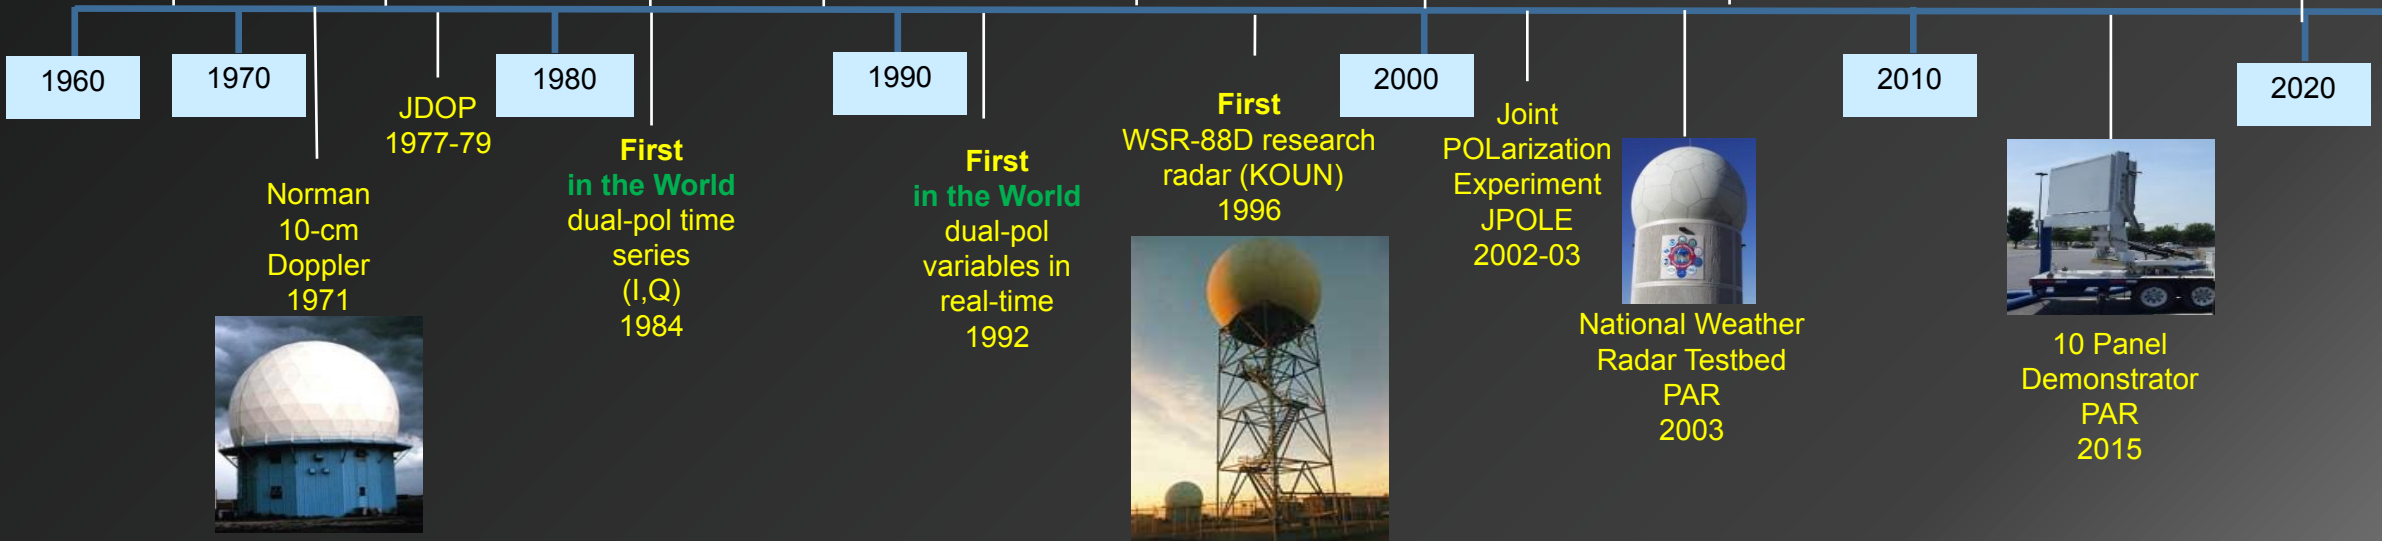 1960
1970
1980
1990
2000
2010
2020
Norman
10-cm
Doppler
1971
JDOP
1977-79
First
in the World
dual-pol time
series
(I,Q)
1984
First
in the World
dual-pol
variables in
real-time
1992
First
WSR-88D research
radar (KOUN)
1996
Joint
POLarization
Experiment
JPOLE
2002-03
National Weather
Radar Testbed
PAR
2003
10 Panel
Demonstrator
PAR
2015